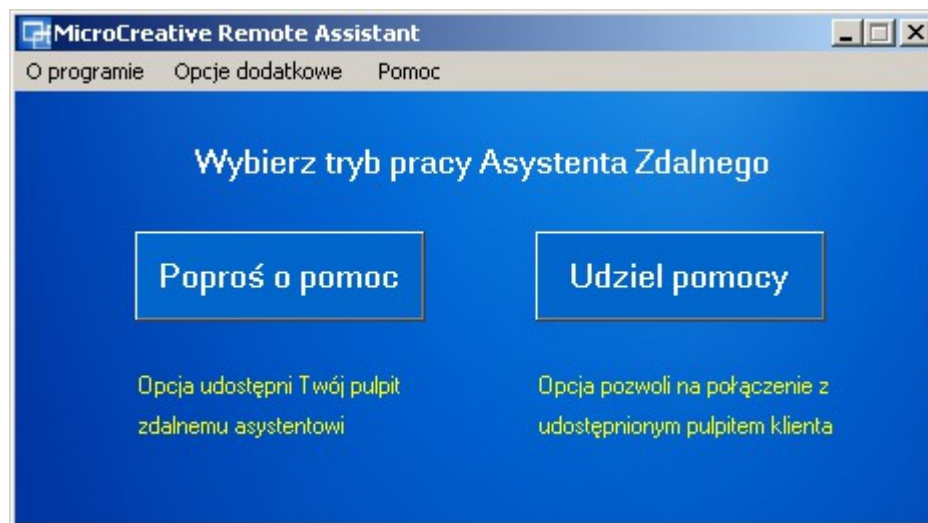 MicroCreative Remote Assistant
O programie Opcje dodatkowe Pomoc
Wybierz tryb pracy Asystenta Zdalnego
Poproś o pomoc Udziel pomocy
Opcja udostępni Twój pulpit Opcja pozwoli na połączenie z
zdalnemu asystentowi udostępnionym pulpitem klienta